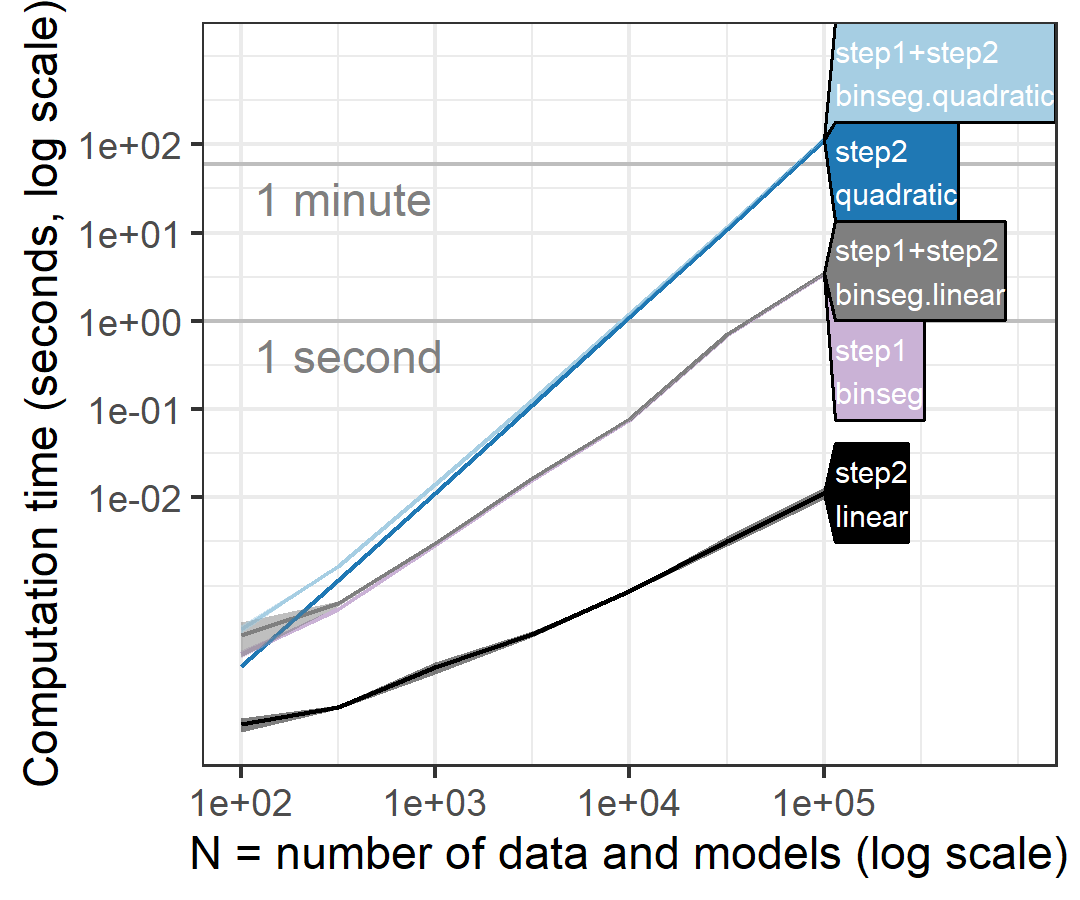 Computation time (seconds, log scale)
1e+02
1e+01
1e+00
1e-01
1e-02
1 minute
1 second
step1+step2
binseg.quadratic
step2
quadratic
step1+step2
binseg.linear
step1
binseg
step2
linear
1e+02 1e+03 1e+04 1e+05
N = number of data and models (log scale)